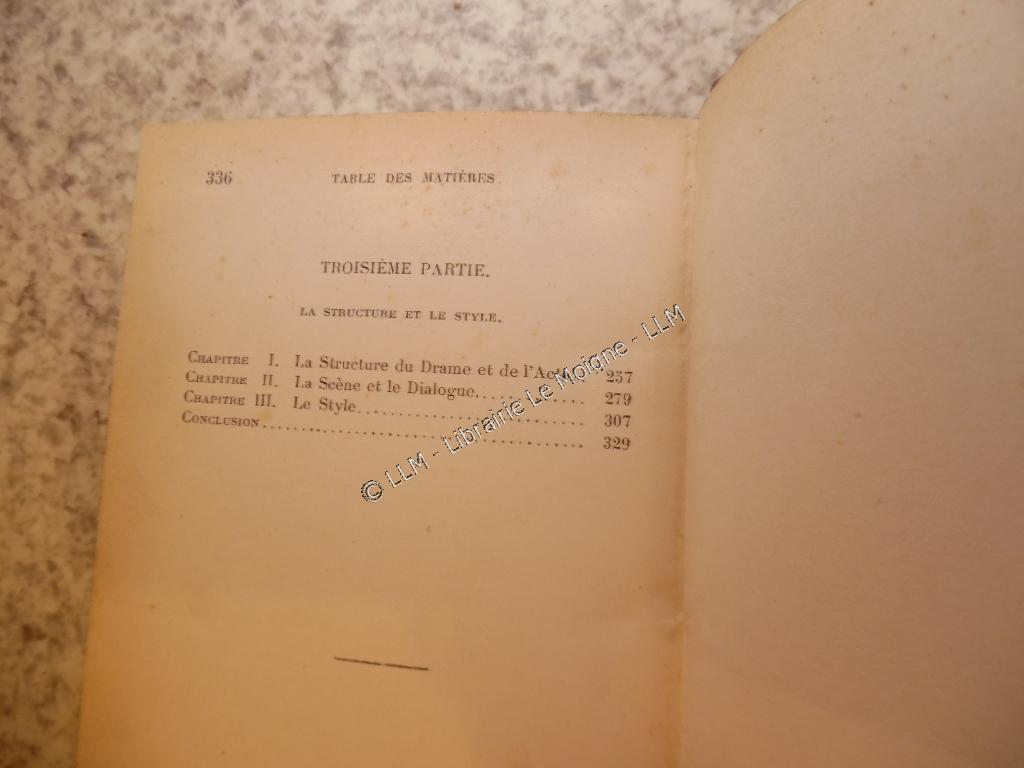 336 TABLE DES MATIÈRES
TROISIÈME PARTIE.
LA STRUCTURE ET LE STYLE.
CHAPITRE I. La Structure du Drame et de l'Acte. 257
CHAPITRE II. La Scène et le Dialogue. 279
CHAPITRE III. Le Style. 307
CONCLUSION. 329
© LLM - Librairie Le Moigne - LLM